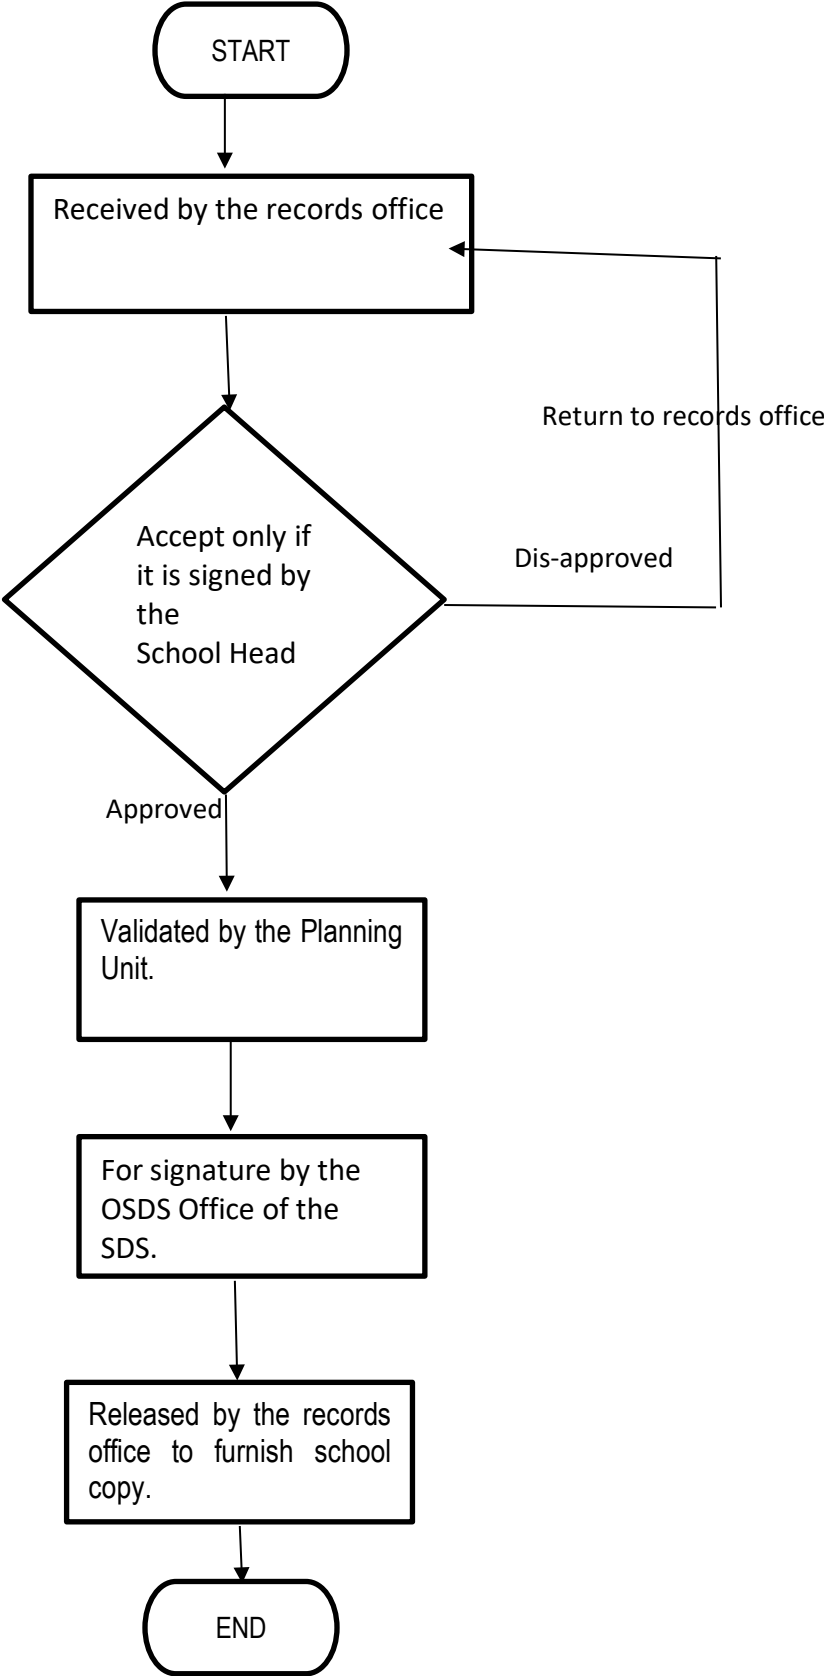 START
Received by the records office
Return to records office
Accept only if
it is signed by
the
School Head
Dis-approved
Approved
Validated by the Planning
Unit.
For signature by the
OSDS Office of the
SDS.
Released by the records
office to furnish school
copy.
END